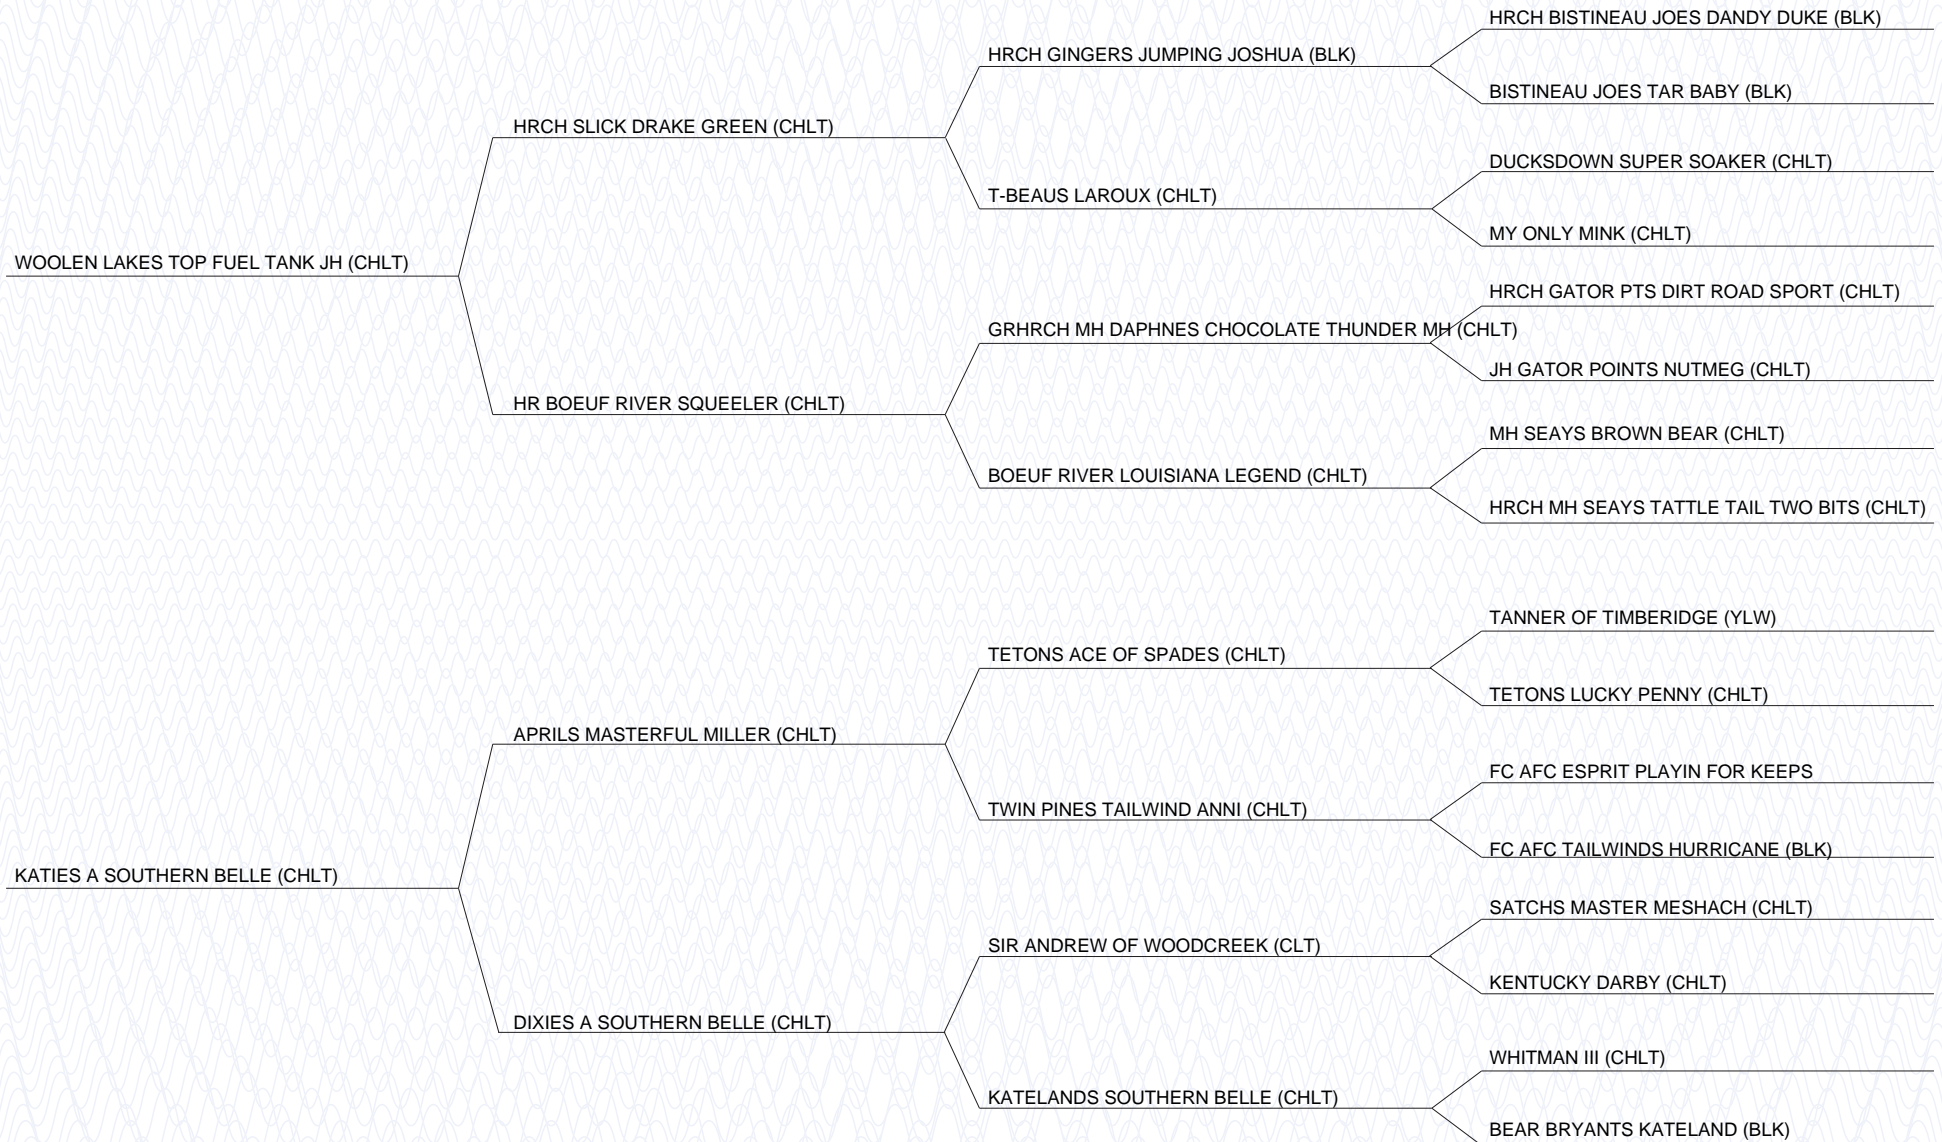 HRCH BISTINEAU JOES DANDY DUKE (BLK)
HRCH GINGERS JUMPING JOSHUA (BLK)
BISTINEAU JOES TAR BABY (BLK)
HRCH SLICK DRAKE GREEN (CHLT)
DUCKSDOWN SUPER SOAKER (CHLT)
T-BEAUS LAROUX (CHLT)
MY ONLY MINK (CHLT)
WOOLEN LAKES TOP FUEL TANK JH (CHLT)
HRCH GATOR PTS DIRT ROAD SPORT (CHLT)
GRHRCH MH DAPHNES CHOCOLATE THUNDER MH (CHLT)
JH GATOR POINTS NUTMEG (CHLT)
HR BOEUF RIVER SQUEELER (CHLT)
MH SEAYS BROWN BEAR (CHLT)
BOEUF RIVER LOUISIANA LEGEND (CHLT)
HRCH MH SEAYS TATTLE TAIL TWO BITS (CHLT)
TANNER OF TIMBERIDGE (YLW)
TETONS ACE OF SPADES (CHLT)
TETONS LUCKY PENNY (CHLT)
APRILS MASTERFUL MILLER (CHLT)
FC AFC ESPRIT PLAYIN FOR KEEPS
TWIN PINES TAILWIND ANNI (CHLT)
FC AFC TAILWINDS HURRICANE (BLK)
KATIES A SOUTHERN BELLE (CHLT)
SATCHS MASTER MESHACH (CHLT)
SIR ANDREW OF WOODCREEK (CLT)
KENTUCKY DARBY (CHLT)
DIXIES A SOUTHERN BELLE (CHLT)
WHITMAN III (CHLT)
KATELANDS SOUTHERN BELLE (CHLT)
BEAR BRYANTS KATELAND (BLK)